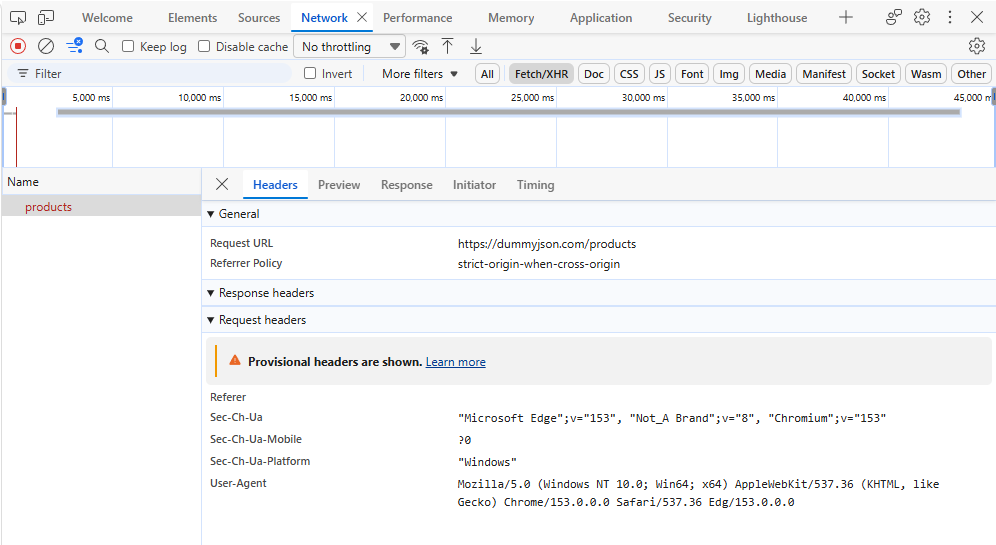 Welcome Elements Sources Network Performance Memory Application Security Lighthouse
Keep log Disable cache No throttling
Filter Invert More filters All Fetch/XHR Doc CSS JS Font Img Media Manifest Socket Wasm Other
5,000 ms 10,000 ms 15,000 ms 20,000 ms 25,000 ms 30,000 ms 35,000 ms 40,000 ms 45,000 m
Name
products
Headers Preview Response Initiator Timing
General
Request URL https://dummyjson.com/products
Referrer Policy strict-origin-when-cross-origin
Response headers
Request headers
Provisional headers are shown. Learn more
Referer
Sec-Ch-Ua "Microsoft Edge";v="153", "Not_A Brand";v="8", "Chromium";v="153"
Sec-Ch-Ua-Mobile ?0
Sec-Ch-Ua-Platform "Windows"
User-Agent Mozilla/5.0 (Windows NT 10.0; Win64; x64) AppleWebKit/537.36 (KHTML, like
Gecko) Chrome/153.0.0.0 Safari/537.36 Edg/153.0.0.0